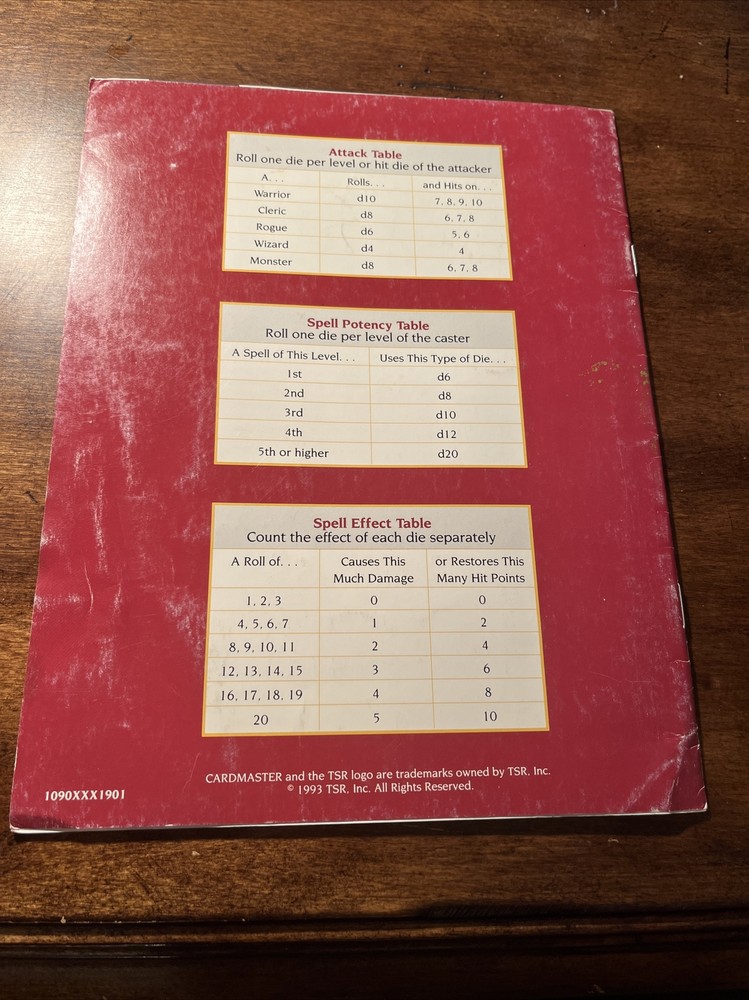 Attack Table
Roll one die per level or hit die of the attacker
A. . . Rolls. . . and Hits on. . .
Warrior d10 7, 8, 9, 10
Cleric d8 6, 7, 8
Rogue d6 5, 6
Wizard d4 4
Monster d8 6, 7, 8
Spell Potency Table
Roll one die per level of the caster
A Spell of This Level. . . Uses This Type of Die. . .
1st d6
2nd d8
3rd d10
4th d12
5th or higher d20
Spell Effect Table
Count the effect of each die separately
A Roll of. . . Causes This or Restores This
Much Damage Many Hit Points
1, 2, 3 0 0
4, 5, 6, 7 1 2
8, 9, 10, 11 2 4
12, 13, 14, 15 3 6
16, 17, 18, 19 4 8
20 5 10
CARDMASTER and the TSR logo are trademarks owned by TSR, Inc.
© 1993 TSR, Inc. All Rights Reserved.
1090XXX1901